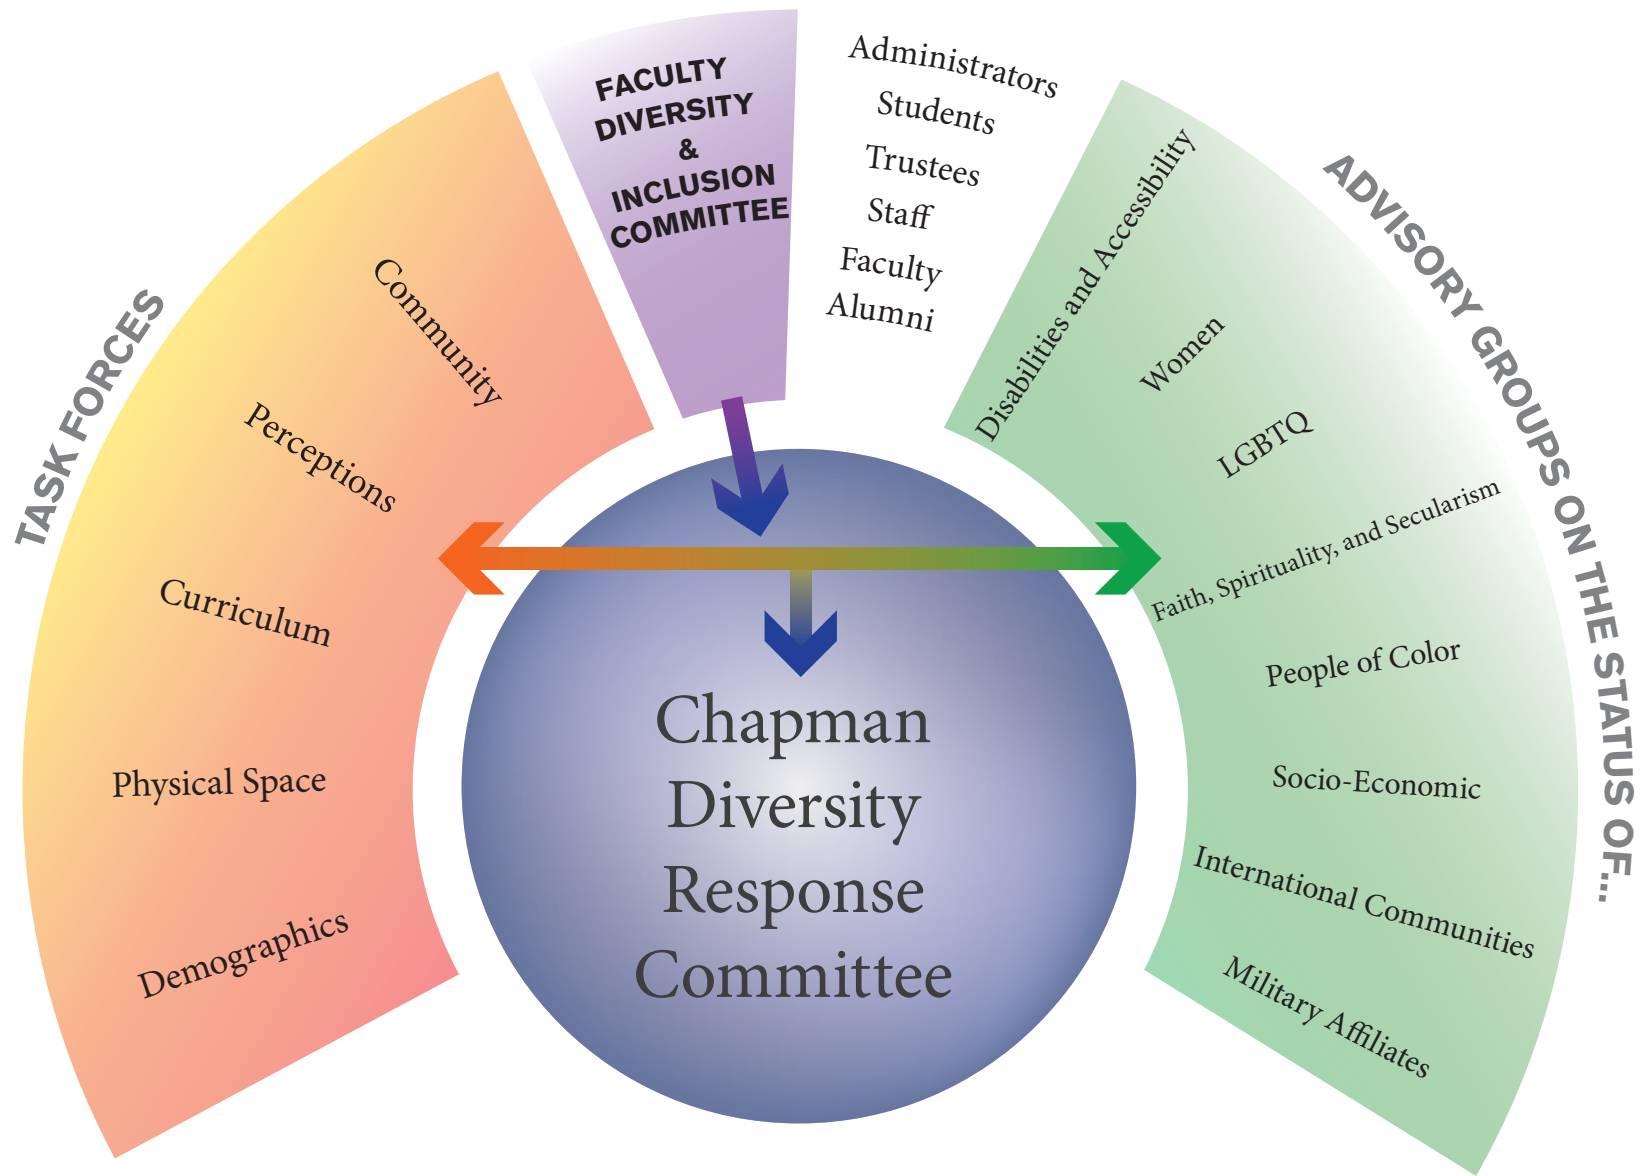 TASK FORCES
Community
Perceptions
Curriculum
Physical Space
Demographics
FACULTY
DIVERSITY
&
INCLUSION
COMMITTEE
Administrators
Students
Trustees
Staff
Faculty
Alumni
ADVISORY GROUPS ON THE STATUS OF...
Disabilities and Accessibility
Women
LGBTQ
Faith, Spirituality, and Secularism
People of Color
Socio-Economic
International Communities
Military Affiliates
Chapman
Diversity
Response
Committee